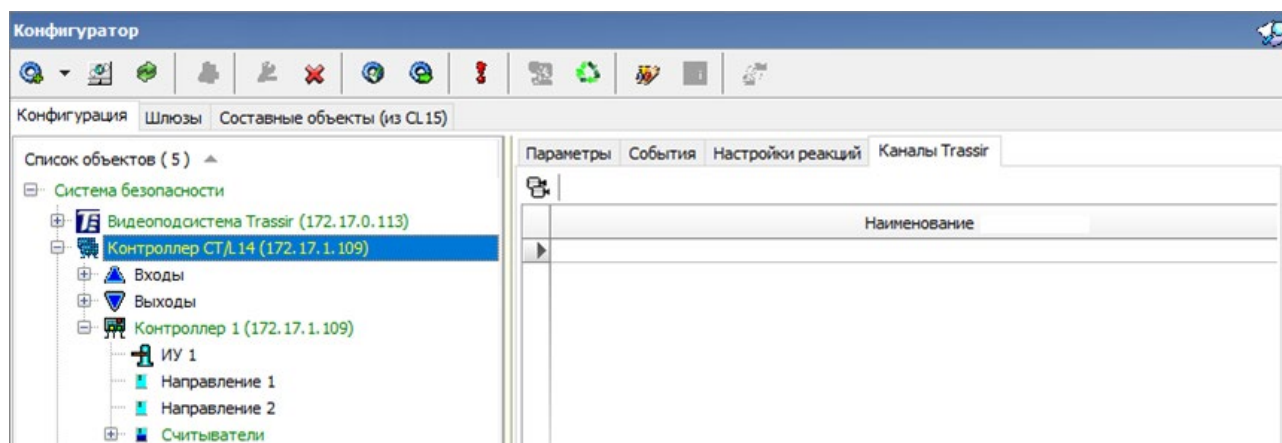 Конфигуратор
Конфигурация Шлюзы Составные объекты (из CL15)
Список объектов ( 5 )
Система безопасности
Видеоподсистема Trassir (172.17.0.113)
Контроллер CT/L14 (172.17.1.109)
Входы
Выходы
Контроллер 1 (172.17.1.109)
ИУ 1
Направление 1
Направление 2
Считыватели
Параметры События Настройки реакций Каналы Trassir
Наименование